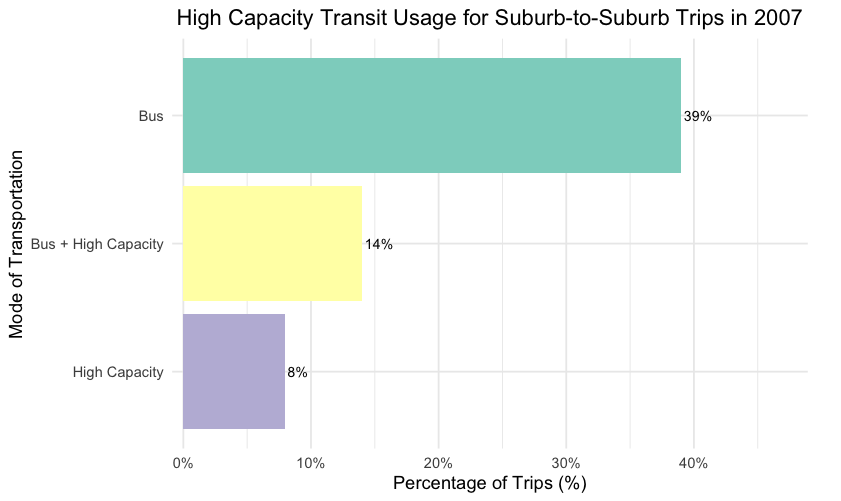 High Capacity Transit Usage for Suburb-to-Suburb Trips in 2007
Mode of Transportation
Bus
39%
Bus + High Capacity
14%
High Capacity
8%
0% 10% 20% 30% 40%
Percentage of Trips (%)